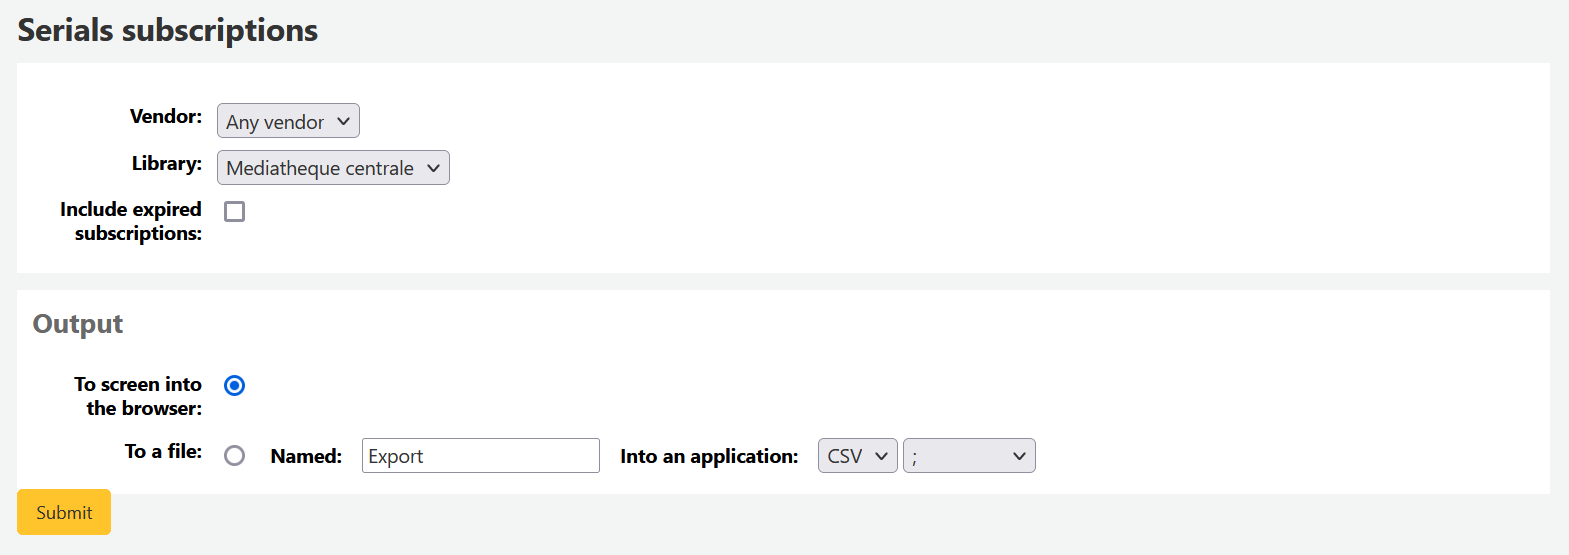 Serials subscriptions
Vendor: Any vendor
Library: Mediatheque centrale
Include expired
subscriptions:
Output
To screen into
the browser:
To a file: Named: Export Into an application: CSV ;
Submit